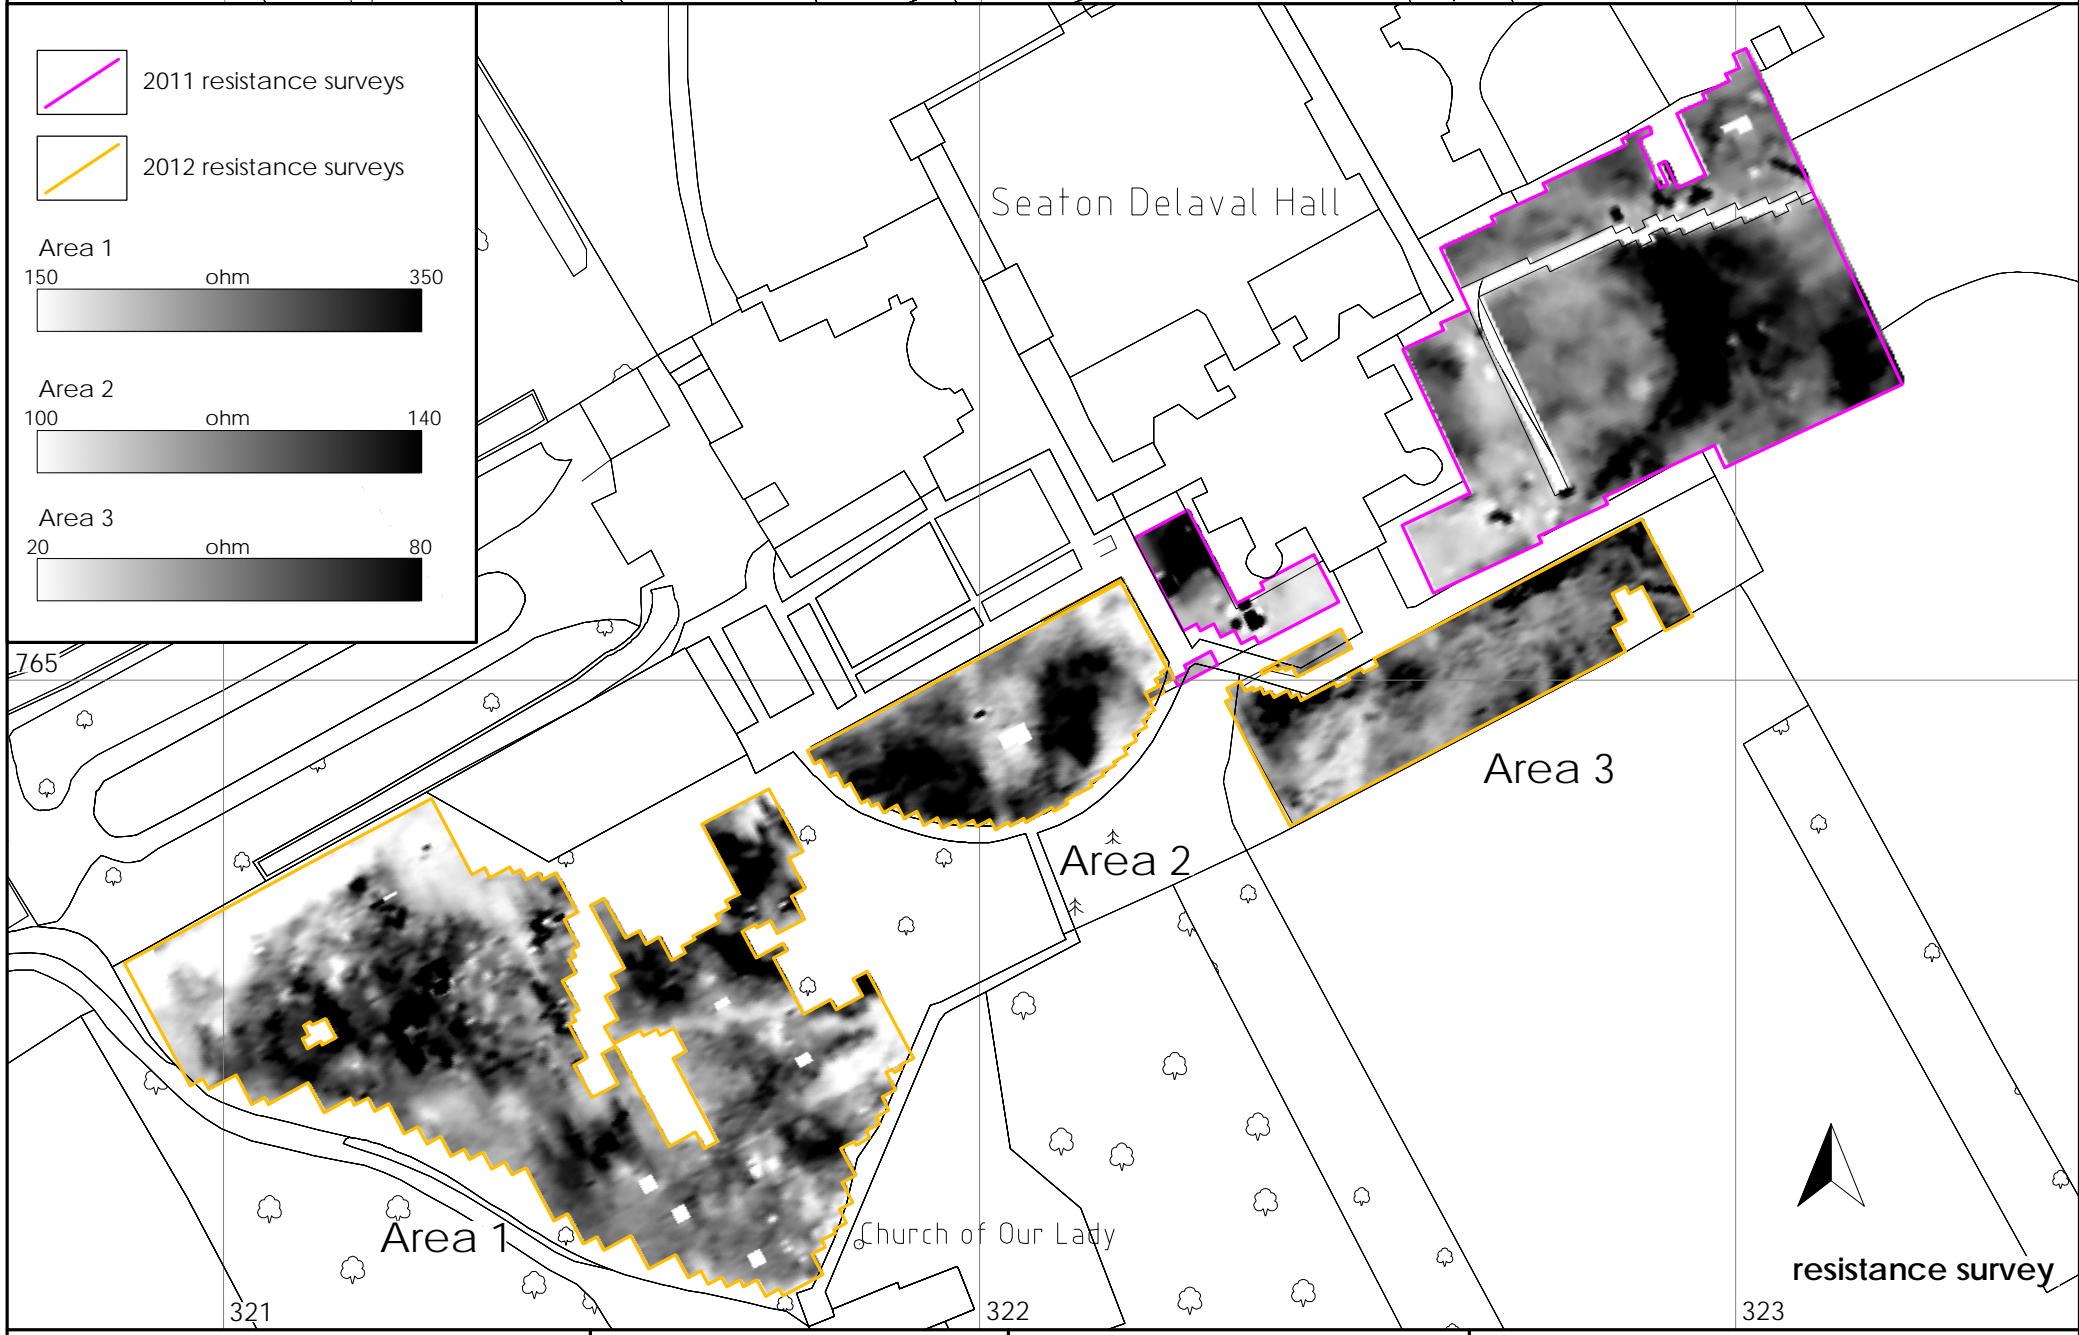 2011 resistance surveys
2012 resistance surveys
Area 1
150 ohm 350
Area 2
100 ohm 140
Area 3
20 ohm 80
Seaton Delaval Hall
765
Area 3
Area 2
Area 1
Church of Our Lady
resistance survey
321 322 323